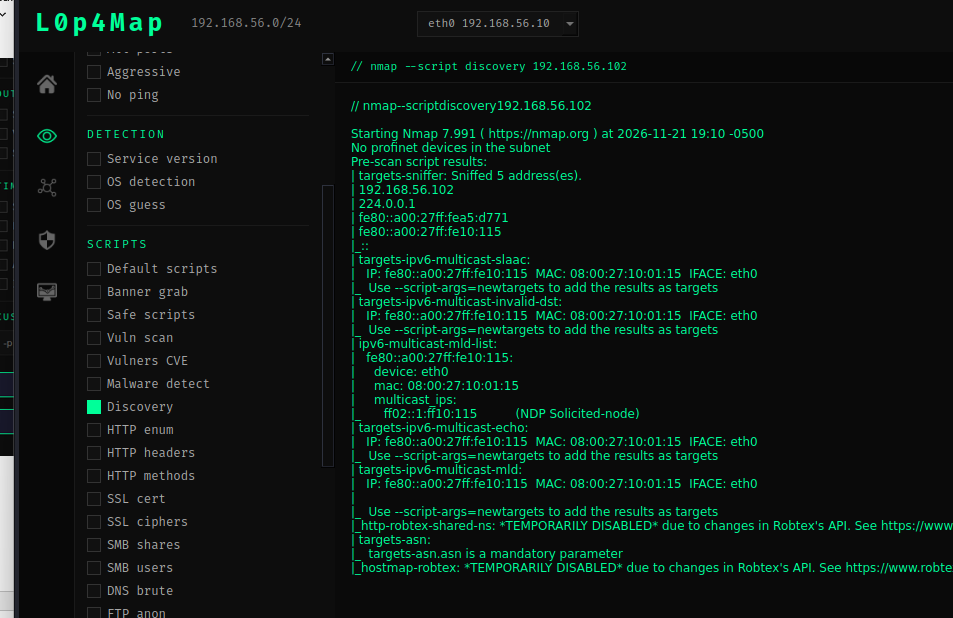 L0p4Map
192.168.56.0/24
eth0 192.168.56.10
Aggressive
No ping
DETECTION
Service version
OS detection
OS guess
SCRIPTS
Default scripts
Banner grab
Safe scripts
Vuln scan
Vulners CVE
Malware detect
Discovery
HTTP enum
HTTP headers
HTTP methods
SSL cert
SSL ciphers
SMB shares
SMB users
DNS brute
FTP anon
// nmap --script discovery 192.168.56.102
// nmap--scriptdiscovery192.168.56.102
Starting Nmap 7.991 ( https://nmap.org ) at 2026-11-21 19:10 -0500
No profinet devices in the subnet
Pre-scan script results:
| targets-sniffer: Sniffed 5 address(es).
| 192.168.56.102
| 224.0.0.1
| fe80::a00:27ff:fea5:d771
| fe80::a00:27ff:fe10:115
|_::
| targets-ipv6-multicast-slaac:
|   IP: fe80::a00:27ff:fe10:115  MAC: 08:00:27:10:01:15  IFACE: eth0
|_  Use --script-args=newtargets to add the results as targets
| targets-ipv6-multicast-invalid-dst:
|   IP: fe80::a00:27ff:fe10:115  MAC: 08:00:27:10:01:15  IFACE: eth0
|_  Use --script-args=newtargets to add the results as targets
| ipv6-multicast-mld-list:
|   fe80::a00:27ff:fe10:115:
|     device: eth0
|     mac: 08:00:27:10:01:15
|     multicast_ips:
|_      ff02::1:ff10:115          (NDP Solicited-node)
| targets-ipv6-multicast-echo:
|   IP: fe80::a00:27ff:fe10:115  MAC: 08:00:27:10:01:15  IFACE: eth0
|_  Use --script-args=newtargets to add the results as targets
| targets-ipv6-multicast-mld:
|   IP: fe80::a00:27ff:fe10:115  MAC: 08:00:27:10:01:15  IFACE: eth0
|
|_  Use --script-args=newtargets to add the results as targets
|_http-robtex-shared-ns: *TEMPORARILY DISABLED* due to changes in Robtex's API. See https://www
| targets-asn:
|_  targets-asn.asn is a mandatory parameter
|_hostmap-robtex: *TEMPORARILY DISABLED* due to changes in Robtex's API. See https://www.robte